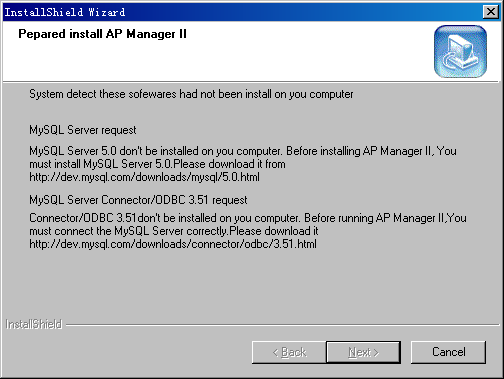 InstallShield Wizard
Pepared install AP Manager II
System detect these sofewares had not been install on you computer
MySQL Server request
MySQL Server 5.0 don't be installed on you computer. Before installing AP Manager II, You
must install MySQL Server 5.0.Please download it from
http://dev.mysql.com/downloads/mysql/5.0.html
MySQL Server Connector/ODBC 3.51 request
Connector/ODBC 3.51don't be installed on you computer. Before running AP Manager II,You
must connect the MySQL Server correctly.Please download it
http://dev.mysql.com/downloads/connector/odbc/3.51.html
InstallShield
< Back Next > Cancel